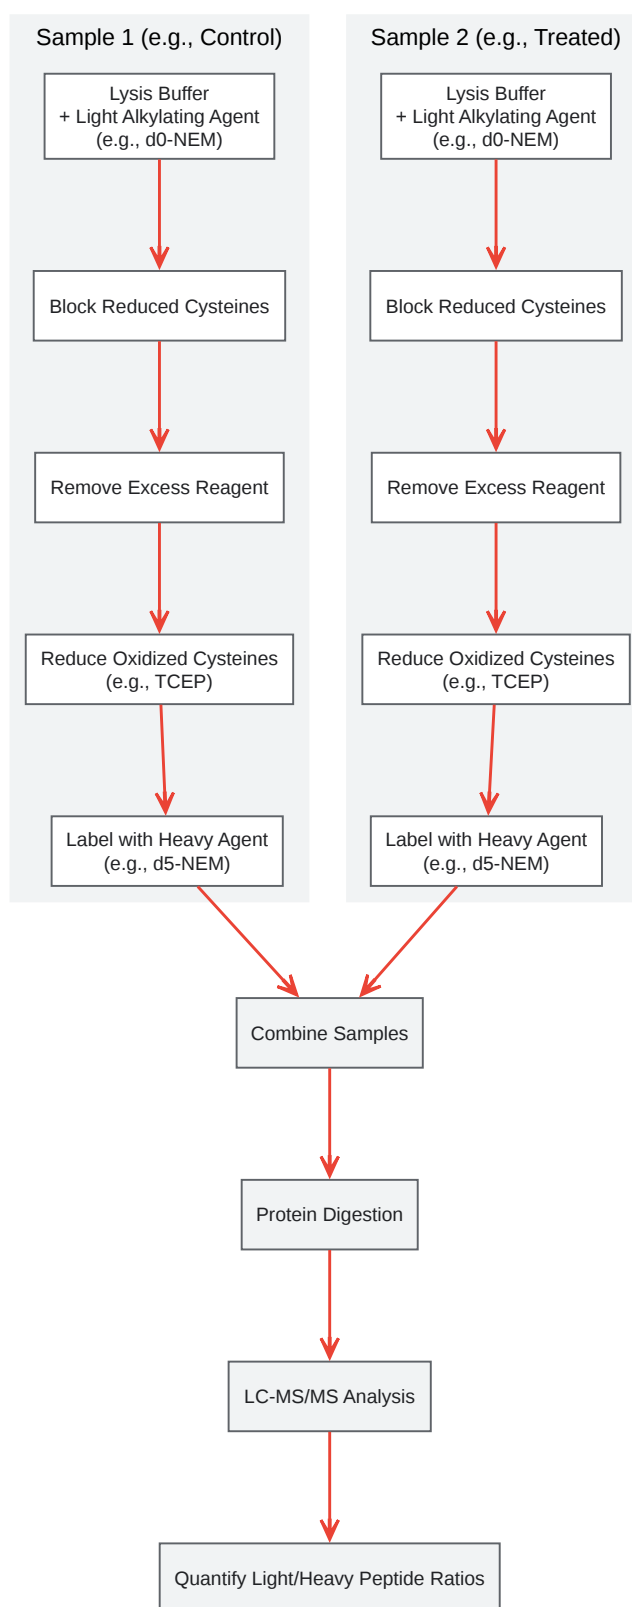 Sample 1 (e.g., Control)
Lysis Buffer
+ Light Alkylating Agent
(e.g., d0-NEM)
Block Reduced Cysteines
Remove Excess Reagent
Reduce Oxidized Cysteines
(e.g., TCEP)
Label with Heavy Agent
(e.g., d5-NEM)
Sample 2 (e.g., Treated)
Lysis Buffer
+ Light Alkylating Agent
(e.g., d0-NEM)
Block Reduced Cysteines
Remove Excess Reagent
Reduce Oxidized Cysteines
(e.g., TCEP)
Label with Heavy Agent
(e.g., d5-NEM)
Combine Samples
Protein Digestion
LC-MS/MS Analysis
Quantify Light/Heavy Peptide Ratios